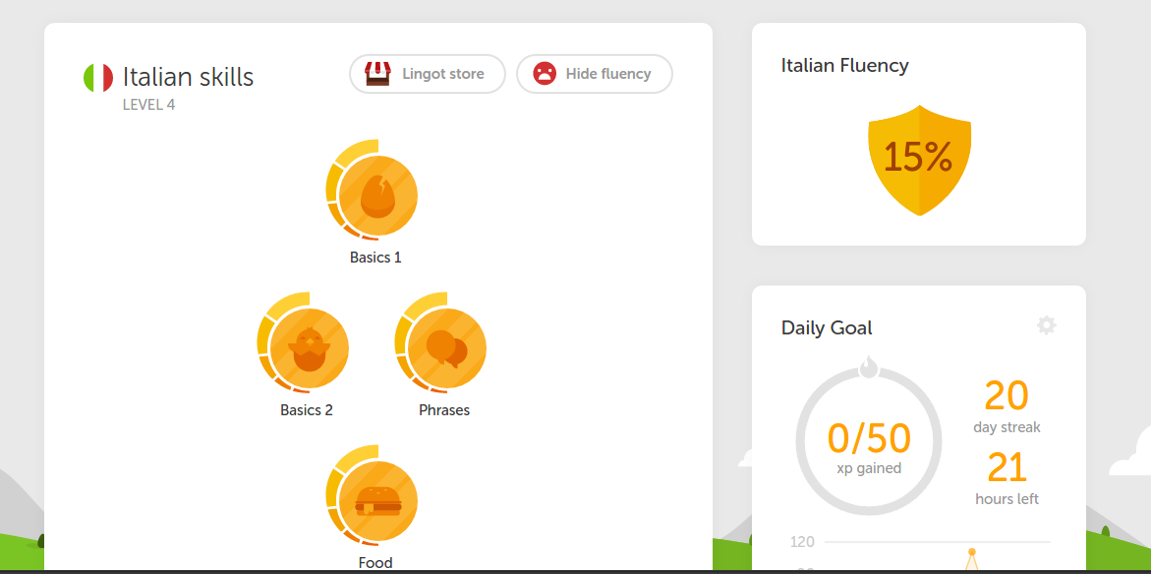 Italian skills
LEVEL 4
Lingot store
Hide fluency
Basics 1
Basics 2
Phrases
Food
Italian Fluency
15%
Daily Goal
0/50
xp gained
20
day streak
21
hours left
120